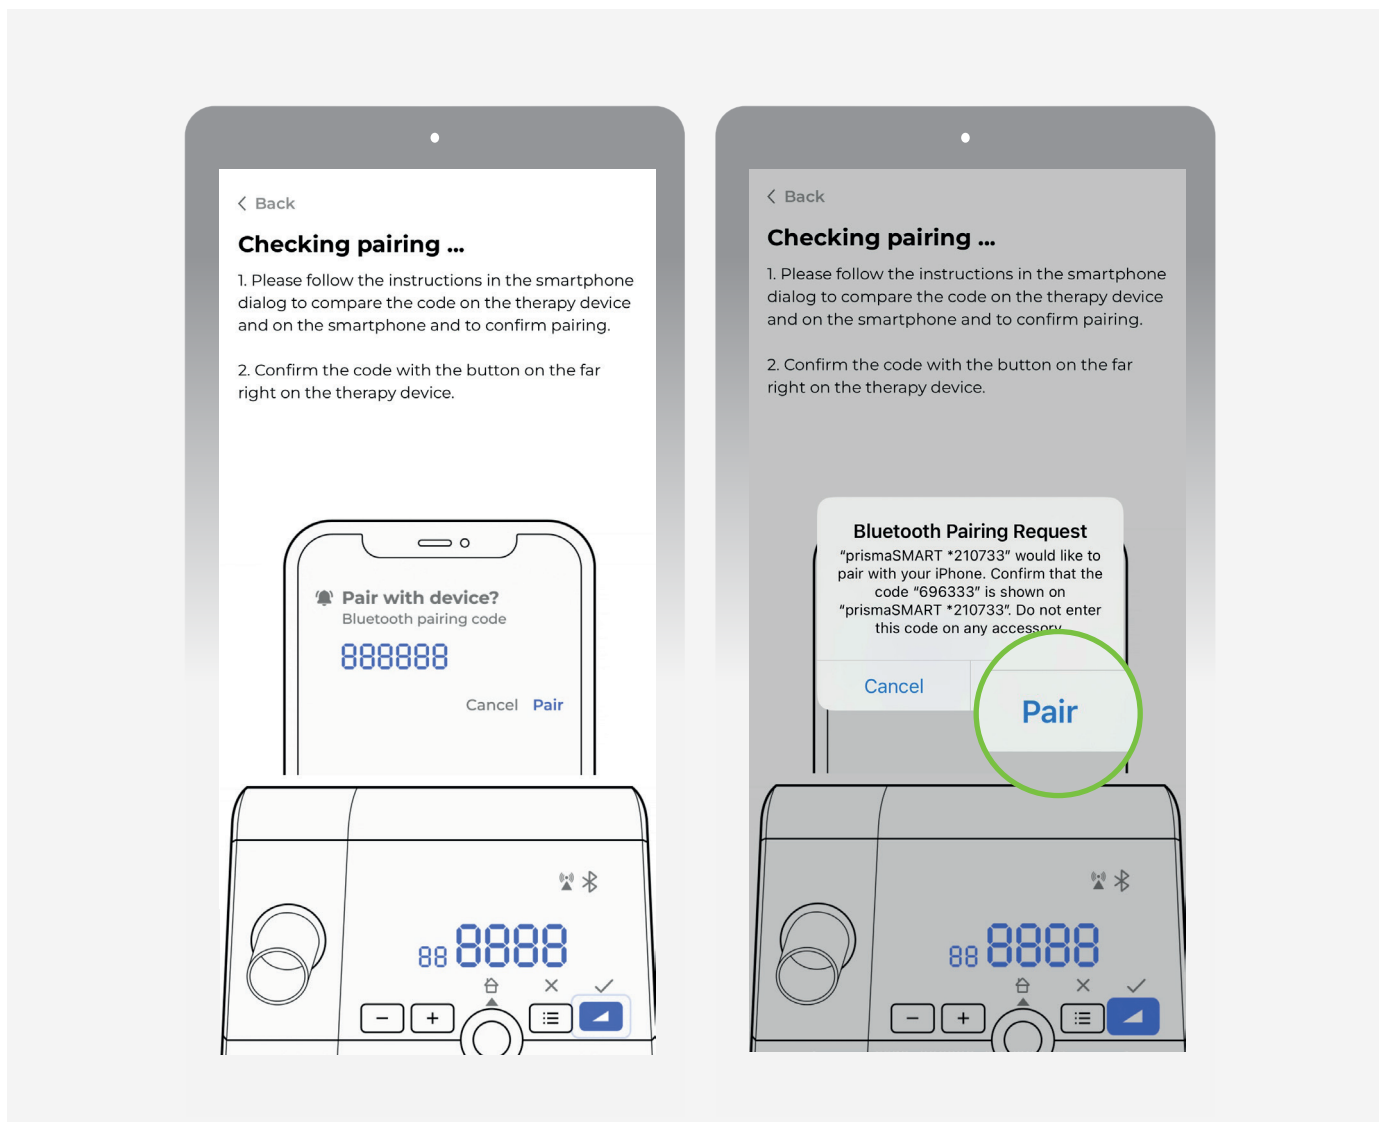 Back
Checking pairing ...
1. Please follow the instructions in the smartphone
dialog to compare the code on the therapy device
and on the smartphone and to confirm pairing.
2. Confirm the code with the button on the far
right on the therapy device.
Pair with device?
Bluetooth pairing code
888888
Cancel Pair
88 8888
Back
Checking pairing ...
1. Please follow the instructions in the smartphone
dialog to compare the code on the therapy device
and on the smartphone and to confirm pairing.
2. Confirm the code with the button on the far
right on the therapy device.
Bluetooth Pairing Request
“prismaSMART *210733” would like to
pair with your iPhone. Confirm that the
code “696333” is shown on
“prismaSMART *210733”. Do not enter
this code on any accessory
Cancel
Pair
88 8888